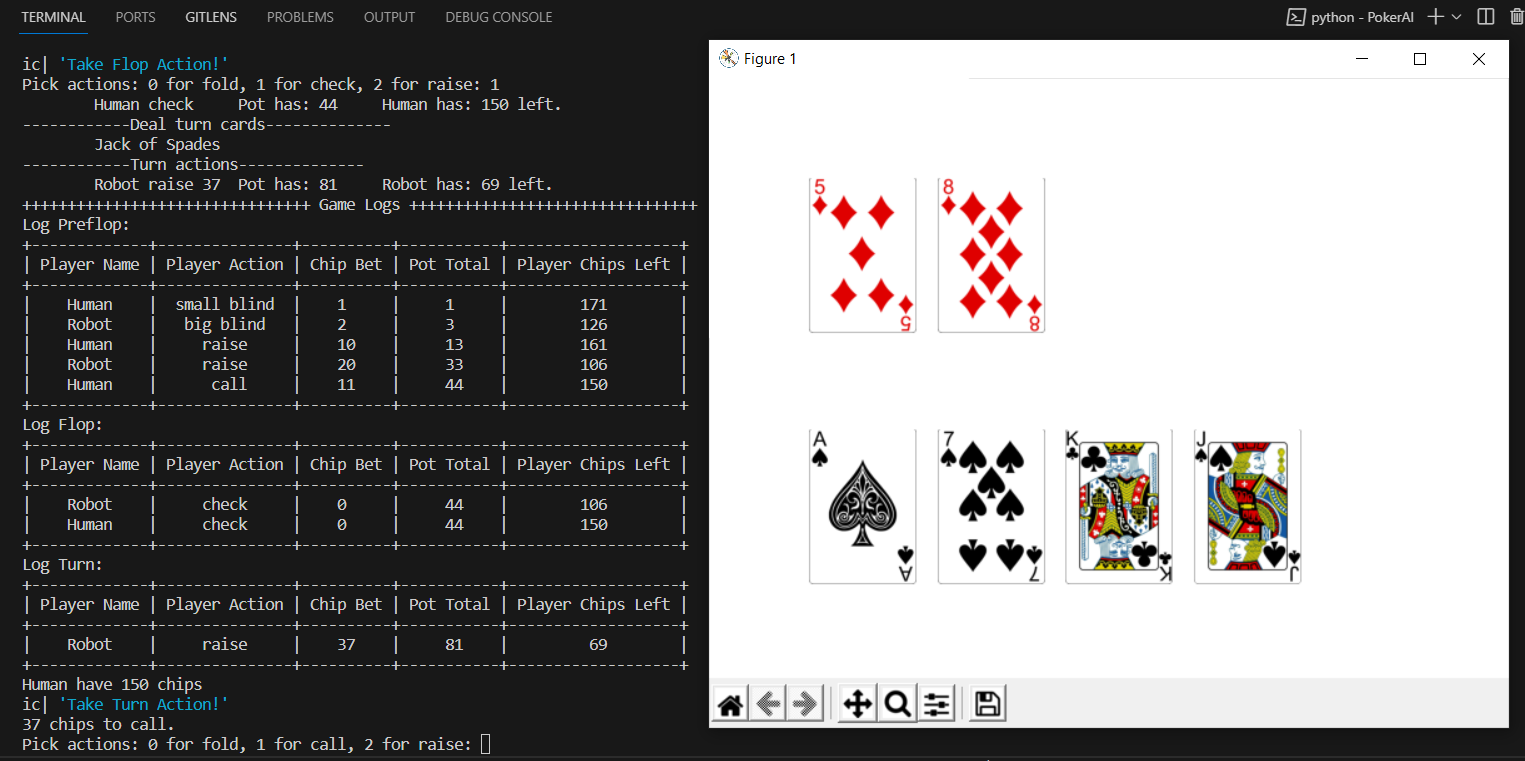 TERMINAL PORTS GITLENS PROBLEMS OUTPUT DEBUG CONSOLE python - PokerAI
ic| 'Take Flop Action!'
Pick actions: 0 for fold, 1 for check, 2 for raise: 1
Human check Pot has: 44 Human has: 150 left.
------------Deal turn cards--------------
Jack of Spades
------------Turn actions--------------
Robot raise 37 Pot has: 81 Robot has: 69 left.
++++++++++++++++++++++++++++++++ Game Logs ++++++++++++++++++++++++++++++++
Log Preflop:
+-------------+---------------+----------+-----------+-------------------+
| Player Name | Player Action | Chip Bet | Pot Total | Player Chips Left |
+-------------+---------------+----------+-----------+-------------------+
| Human | small blind | 1 | 1 | 171 |
| Robot | big blind | 2 | 3 | 126 |
| Human | raise | 10 | 13 | 161 |
| Robot | raise | 20 | 33 | 106 |
| Human | call | 11 | 44 | 150 |
+-------------+---------------+----------+-----------+-------------------+
Log Flop:
+-------------+---------------+----------+-----------+-------------------+
| Player Name | Player Action | Chip Bet | Pot Total | Player Chips Left |
+-------------+---------------+----------+-----------+-------------------+
| Robot | check | 0 | 44 | 106 |
| Human | check | 0 | 44 | 150 |
+-------------+---------------+----------+-----------+-------------------+
Log Turn:
+-------------+---------------+----------+-----------+-------------------+
| Player Name | Player Action | Chip Bet | Pot Total | Player Chips Left |
+-------------+---------------+----------+-----------+-------------------+
| Robot | raise | 37 | 81 | 69 |
+-------------+---------------+----------+-----------+-------------------+
Human have 150 chips
ic| 'Take Turn Action!'
37 chips to call.
Pick actions: 0 for fold, 1 for call, 2 for raise:
Figure 1
5 8
5 8
A 7 K J
A 7 K J